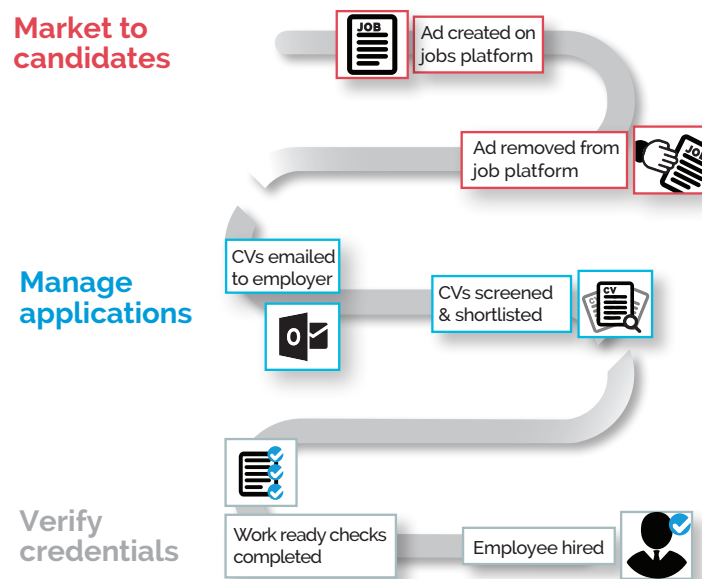 Market to
candidates
JOB
Ad created on
jobs platform
Ad removed from
job platform
JOB
CVs emailed
to employer
Manage
applications
O
CVs screened
& shortlisted
CV
Verify
credentials
Work ready checks
completed
Employee hired